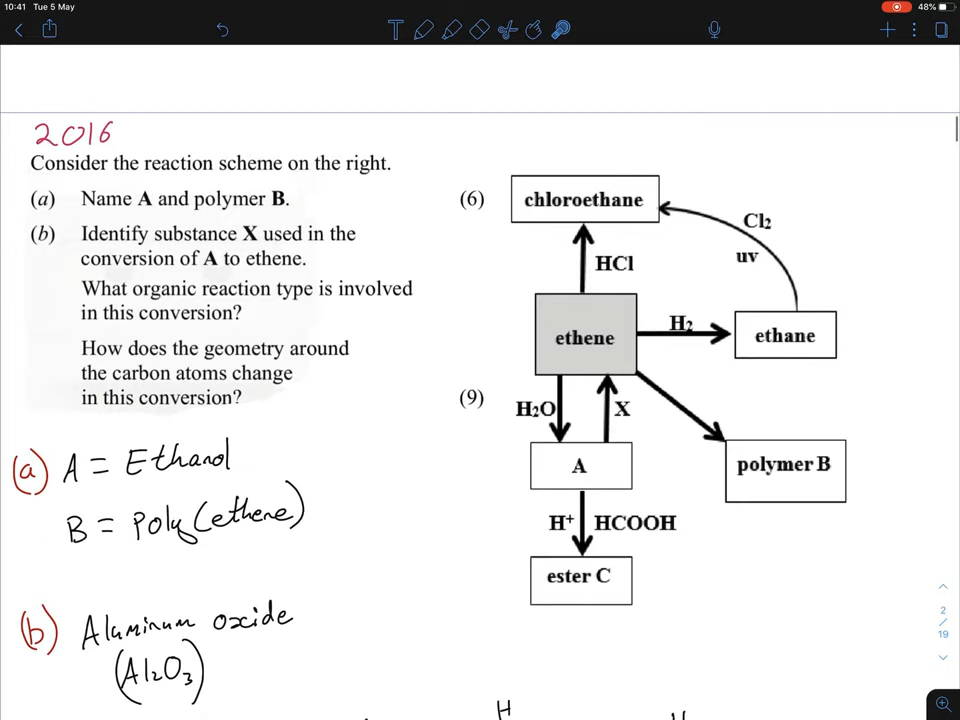 10:41 Tue 5 May
48%
2016
Consider the reaction scheme on the right.
(a) Name A and polymer B. (6)
(b) Identify substance X used in the
conversion of A to ethene.
What organic reaction type is involved
in this conversion?
How does the geometry around
the carbon atoms change
in this conversion? (9)
chloroethane
Cl₂
uv
HCl
ethene
H₂
ethane
H₂O
X
A
polymer B
H⁺ HCOOH
ester C
(a) A = Ethanol
B = Poly(ethene)
(b) Aluminum oxide
(Al₂O₃)
H
2
/
19